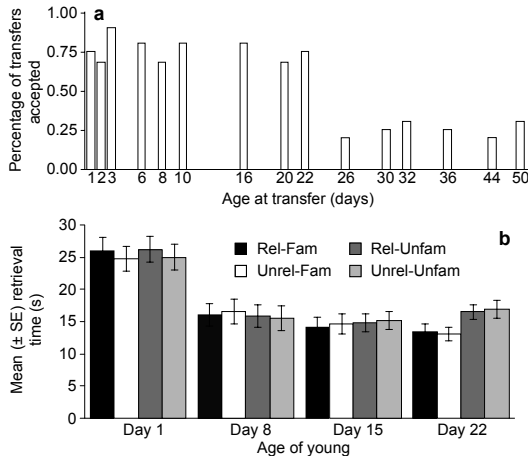 a
Percentage of transfers
accepted
1.00
0.75
0.50
0.25
0.00
1 2 3 6 8 10 16 20 22 26 30 32 36 44 50
Age at transfer (days)
b
Mean (± SE) retrieval
time (s)
30
25
20
15
10
5
0
Rel-Fam Rel-Unfam
Unrel-Fam Unrel-Unfam
Day 1 Day 8 Day 15 Day 22
Age of young